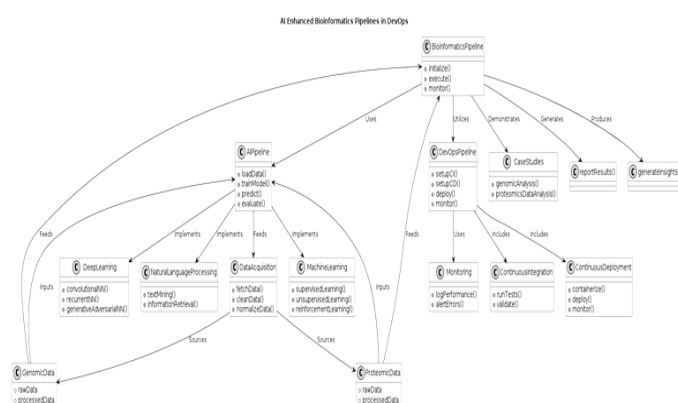 AI Enhanced Bioinformatics Pipelines in DevOps
C BioinformaticsPipeline
initialize()
execute()
monitor()
Uses
Utilizes
Demonstrates
Generates
Produces
C AIPipeline
loadData()
trainModel()
predict()
evaluate()
C DevOpsPipeline
setupCI()
setupCD()
deploy()
monitor()
C CaseStudies
genomicAnalysis()
proteomicsDataAnalysis()
C reportResults()
C generateInsights
Feeds
Implements
Implements
Feeds
Implements
Feeds
Uses
Includes
Includes
C DeepLearning
convolutionalNN()
recurrentNN()
generativeAdversarialNN()
C NaturalLanguageProcessing
textMining()
informationRetrieval()
C DataAcquisition
fetchData()
cleanData()
normalizeData()
C MachineLearning
supervisedLearning()
unsupervisedLearning()
reinforcementLearning()
C Monitoring
logPerformance()
alertErrors()
C ContinuousIntegration
runTests()
validate()
C ContinuousDeployment
containerize()
deploy()
monitor()
Inputs
Inputs
Sources
Sources
C GenomicData
rawData
processedData
C ProteomicData
rawData
processedData